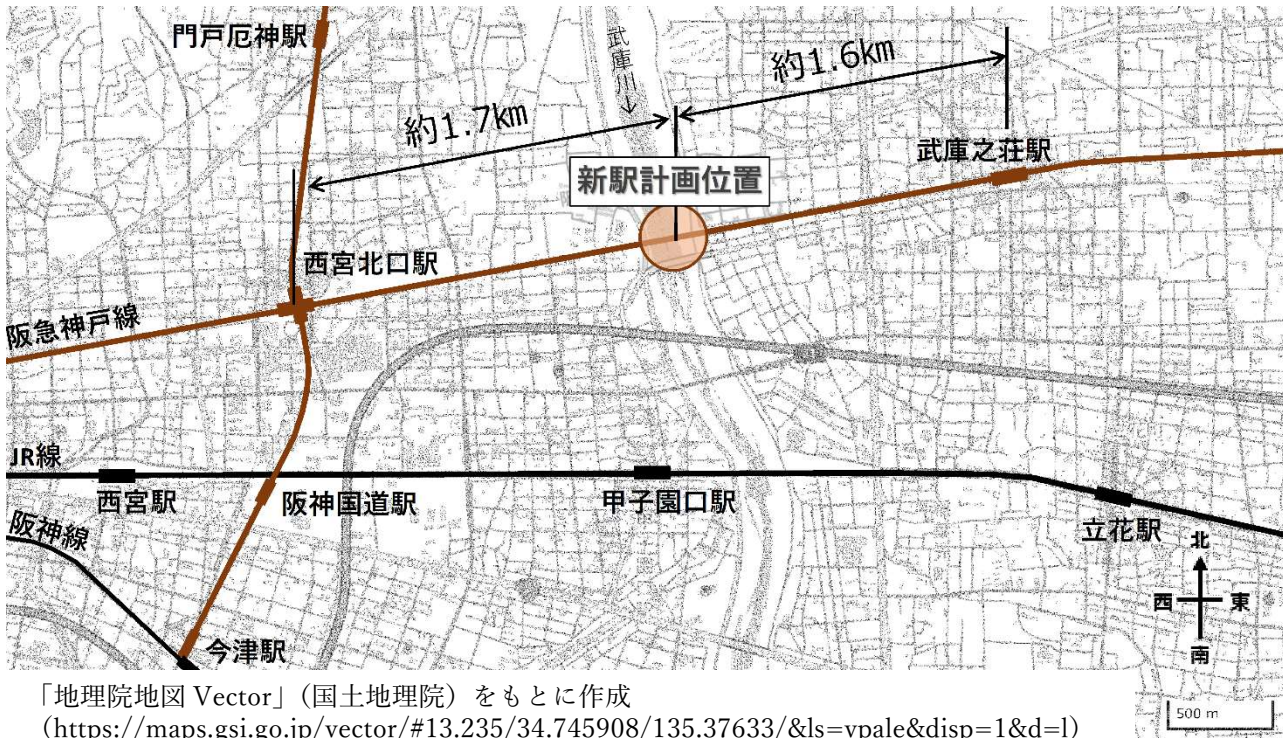 門戸厄神駅
武庫川
↓
約1.6km
約1.7km
武庫之荘駅
新駅計画位置
西宮北口駅
阪急神戸線
JR線
西宮駅
阪神国道駅
甲子園口駅
立花駅
阪神線
北
西 東
南
今津駅
「地理院地図 Vector」(国土地理院) をもとに作成
(https://maps.gsi.go.jp/vector/#13.235/34.745908/135.37633/&ls=vpale&disp=1&d=l)
500 m